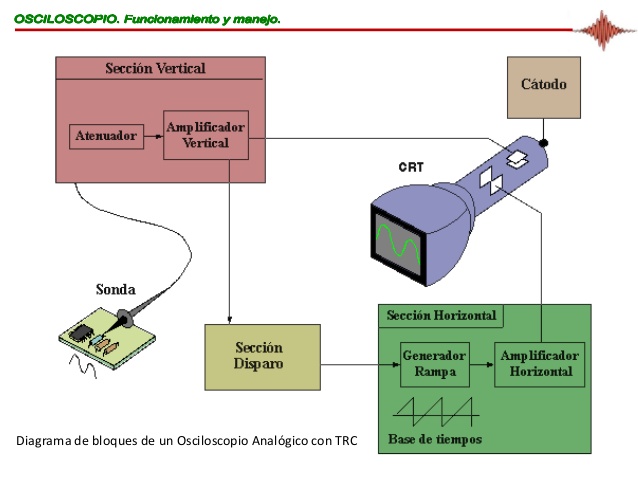 OSCILOSCOPIO. Funcionamiento y manejo.
Sección Vertical
Cátodo
Atenuador
Amplificador
Vertical
CRT
Sonda
Sección Horizontal
Sección
Disparo
Generador
Rampa
Amplificador
Horizontal
Base de tiempos
Diagrama de bloques de un Osciloscopio Analógico con TRC